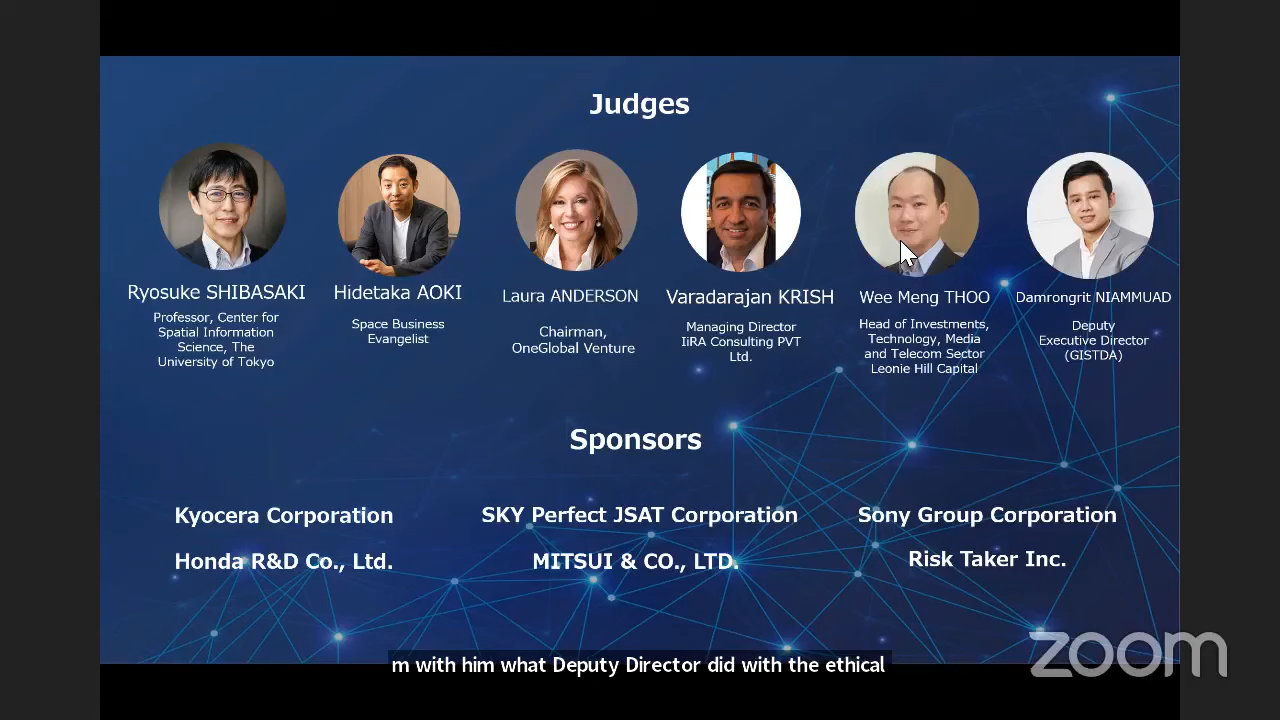 Judges
Ryosuke SHIBASAKI
Professor, Center for
Spatial Information
Science, The
University of Tokyo
Hidetaka AOKI
Space Business
Evangelist
Laura ANDERSON
Chairman,
OneGlobal Venture
Varadarajan KRISH
Managing Director
IiRA Consulting PVT
Ltd.
Wee Meng THOO
Head of Investments,
Technology, Media
and Telecom Sector
Leonie Hill Capital
Damrongrit NIAMMUAD
Deputy
Executive Director
(GISTDA)
Sponsors
Kyocera Corporation
SKY Perfect JSAT Corporation
Sony Group Corporation
Honda R&D Co., Ltd.
MITSUI & CO., LTD.
Risk Taker Inc.
m with him what Deputy Director did with the ethical
zoom